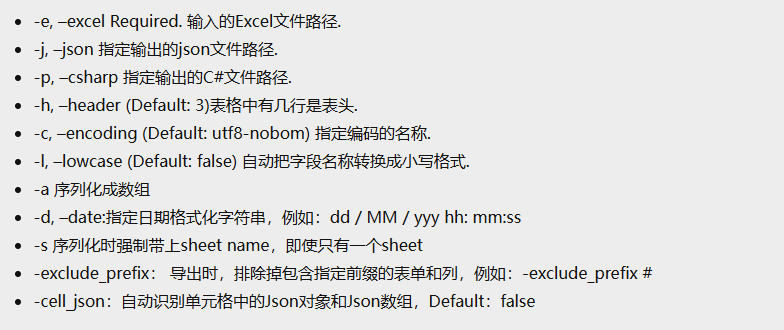 -e, –excel Required. 输入的Excel文件路径.
-j, –json 指定输出的json文件路径.
-p, –csharp 指定输出的C#文件路径.
-h, –header (Default: 3)表格中有几行是表头.
-c, –encoding (Default: utf8-nobom) 指定编码的名称.
-l, –lowcase (Default: false) 自动把字段名称转换成小写格式.
-a 序列化成数组
-d, –date:指定日期格式化字符串，例如：dd / MM / yyy hh: mm:ss
-s 序列化时强制带上sheet name，即使只有一个sheet
-exclude_prefix： 导出时，排除掉包含指定前缀的表单和列，例如：-exclude_prefix #
-cell_json：自动识别单元格中的Json对象和Json数组，Default：false